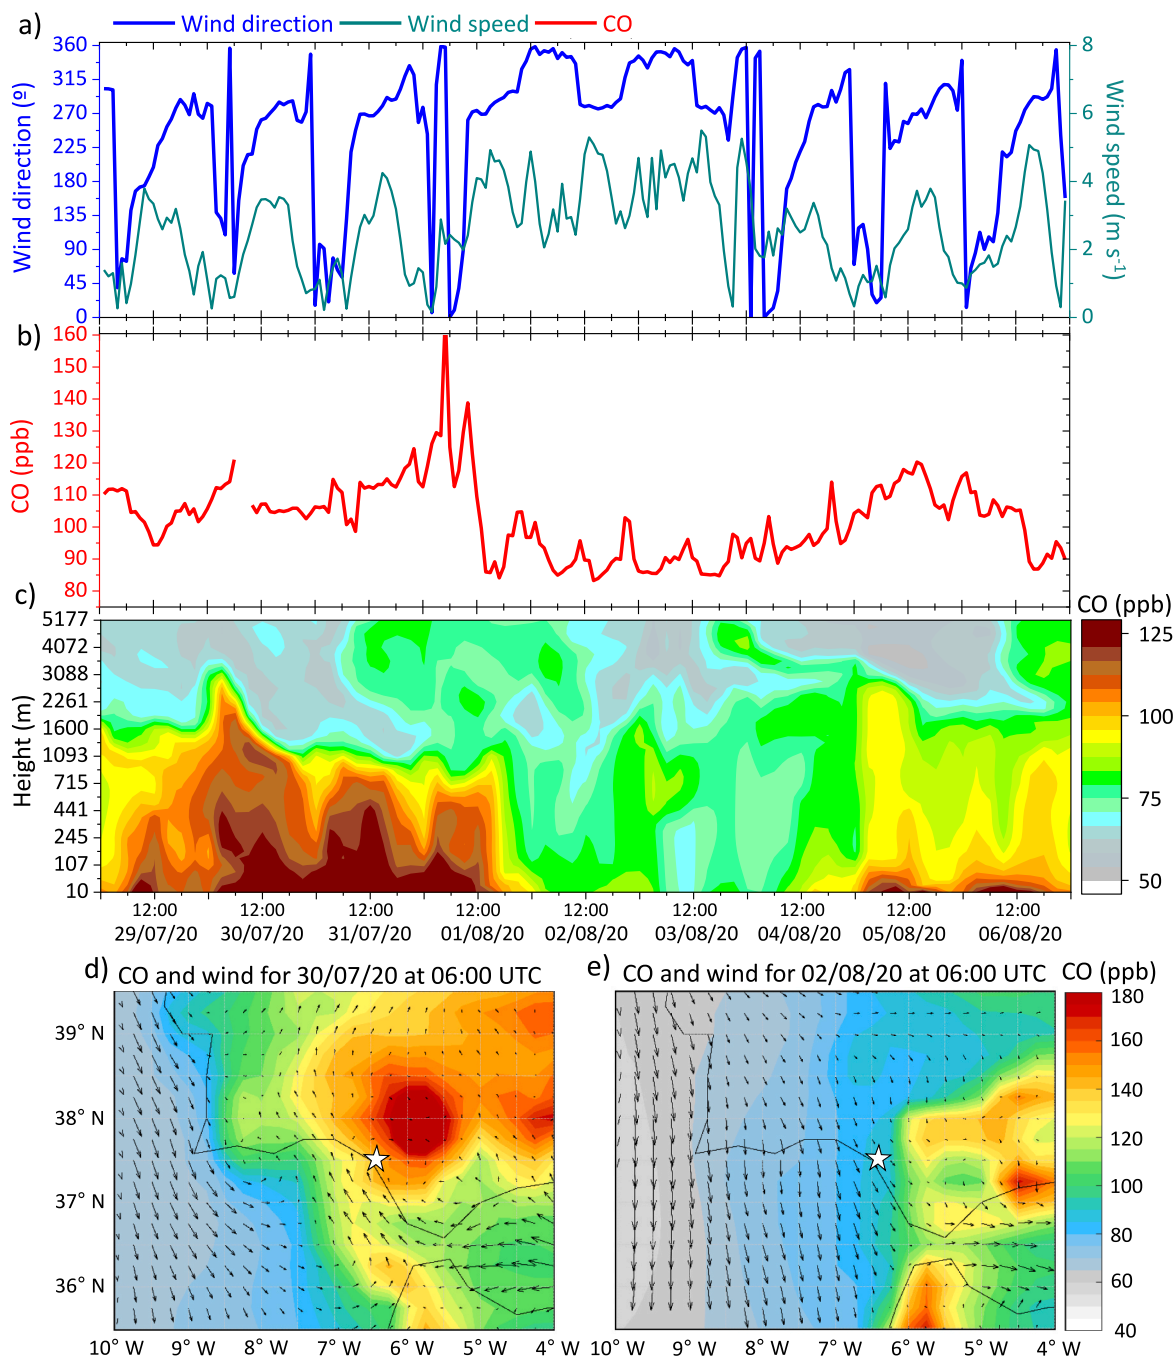 a)
Wind direction
Wind speed
CO
360
315
270
225
180
135
90
45
0
Wind direction (º)
8
6
4
2
0
Wind speed (m s-1)
b)
160
150
140
130
120
110
100
90
80
CO (ppb)
c)
5177
4072
3088
2261
1600
1093
715
441
245
107
10
Height (m)
CO (ppb)
125
100
75
50
12:00 12:00 12:00 12:00 12:00 12:00 12:00 12:00 12:00
29/07/20 30/07/20 31/07/20 01/08/20 02/08/20 03/08/20 04/08/20 05/08/20 06/08/20
d) CO and wind for 30/07/20 at 06:00 UTC
39° N
38° N
37° N
36° N
10° W 9° W 8° W 7° W 6° W 5° W 4° W
e) CO and wind for 02/08/20 at 06:00 UTC
CO (ppb)
180
160
140
120
100
80
60
40
10° W 9° W 8° W 7° W 6° W 5° W 4° W